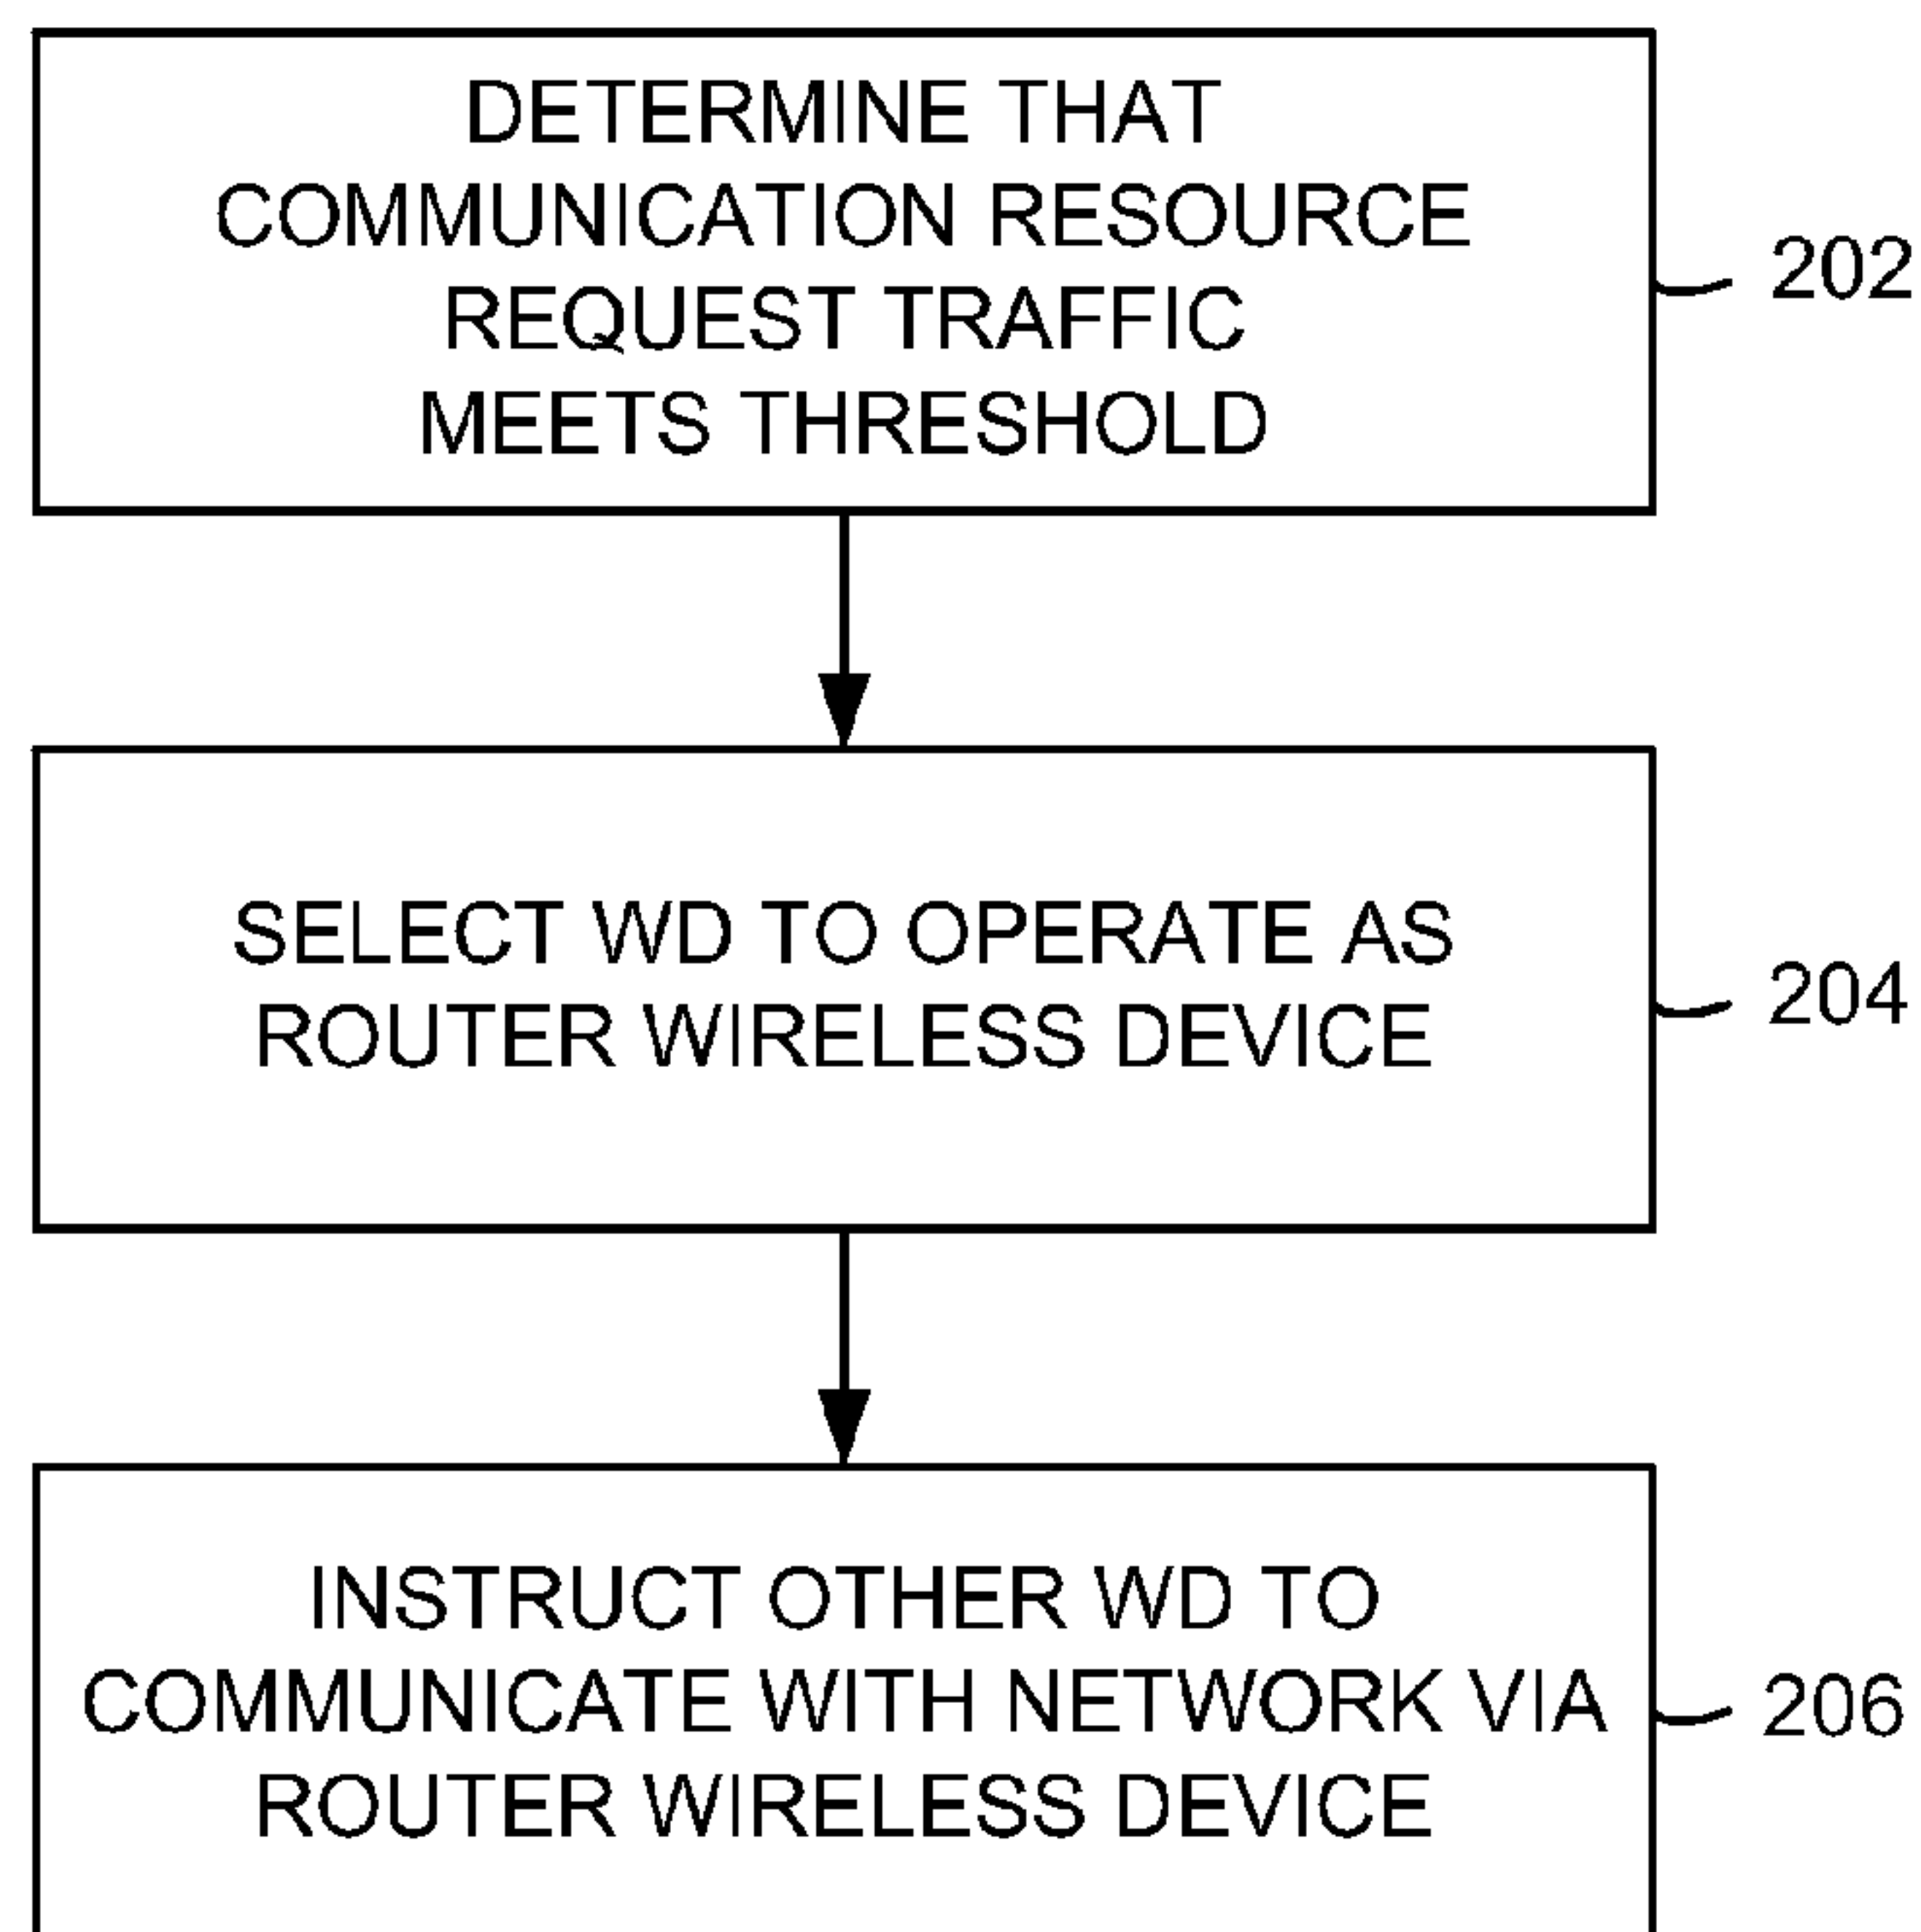 DETERMINE THAT
COMMUNICATION RESOURCE
REQUEST TRAFFIC
MEETS THRESHOLD
202
SELECT WD TO OPERATE AS
ROUTER WIRELESS DEVICE
204
INSTRUCT OTHER WD TO
COMMUNICATE WITH NETWORK VIA
ROUTER WIRELESS DEVICE
206